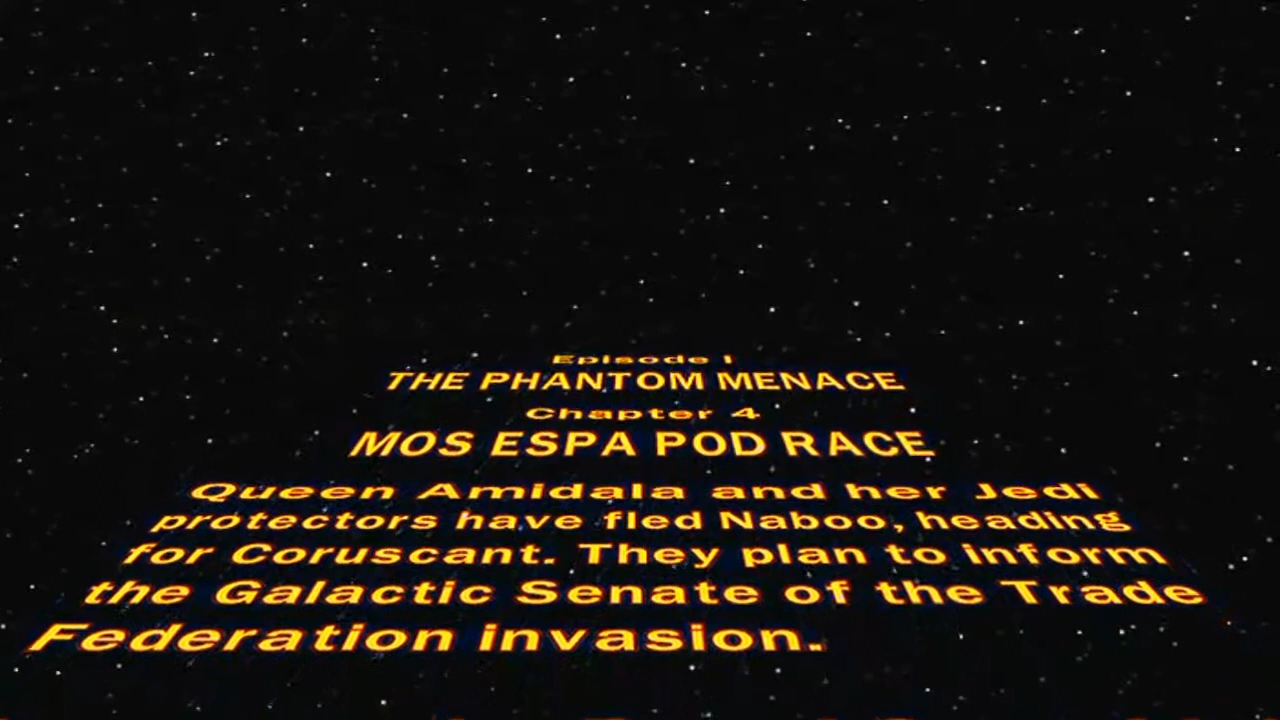 Episode I
THE PHANTOM MENACE
Chapter 4
MOS ESPA POD RACE
Queen Amidala and her Jedi
protectors have fled Naboo, heading
for Coruscant. They plan to inform
the Galactic Senate of the Trade
Federation invasion.